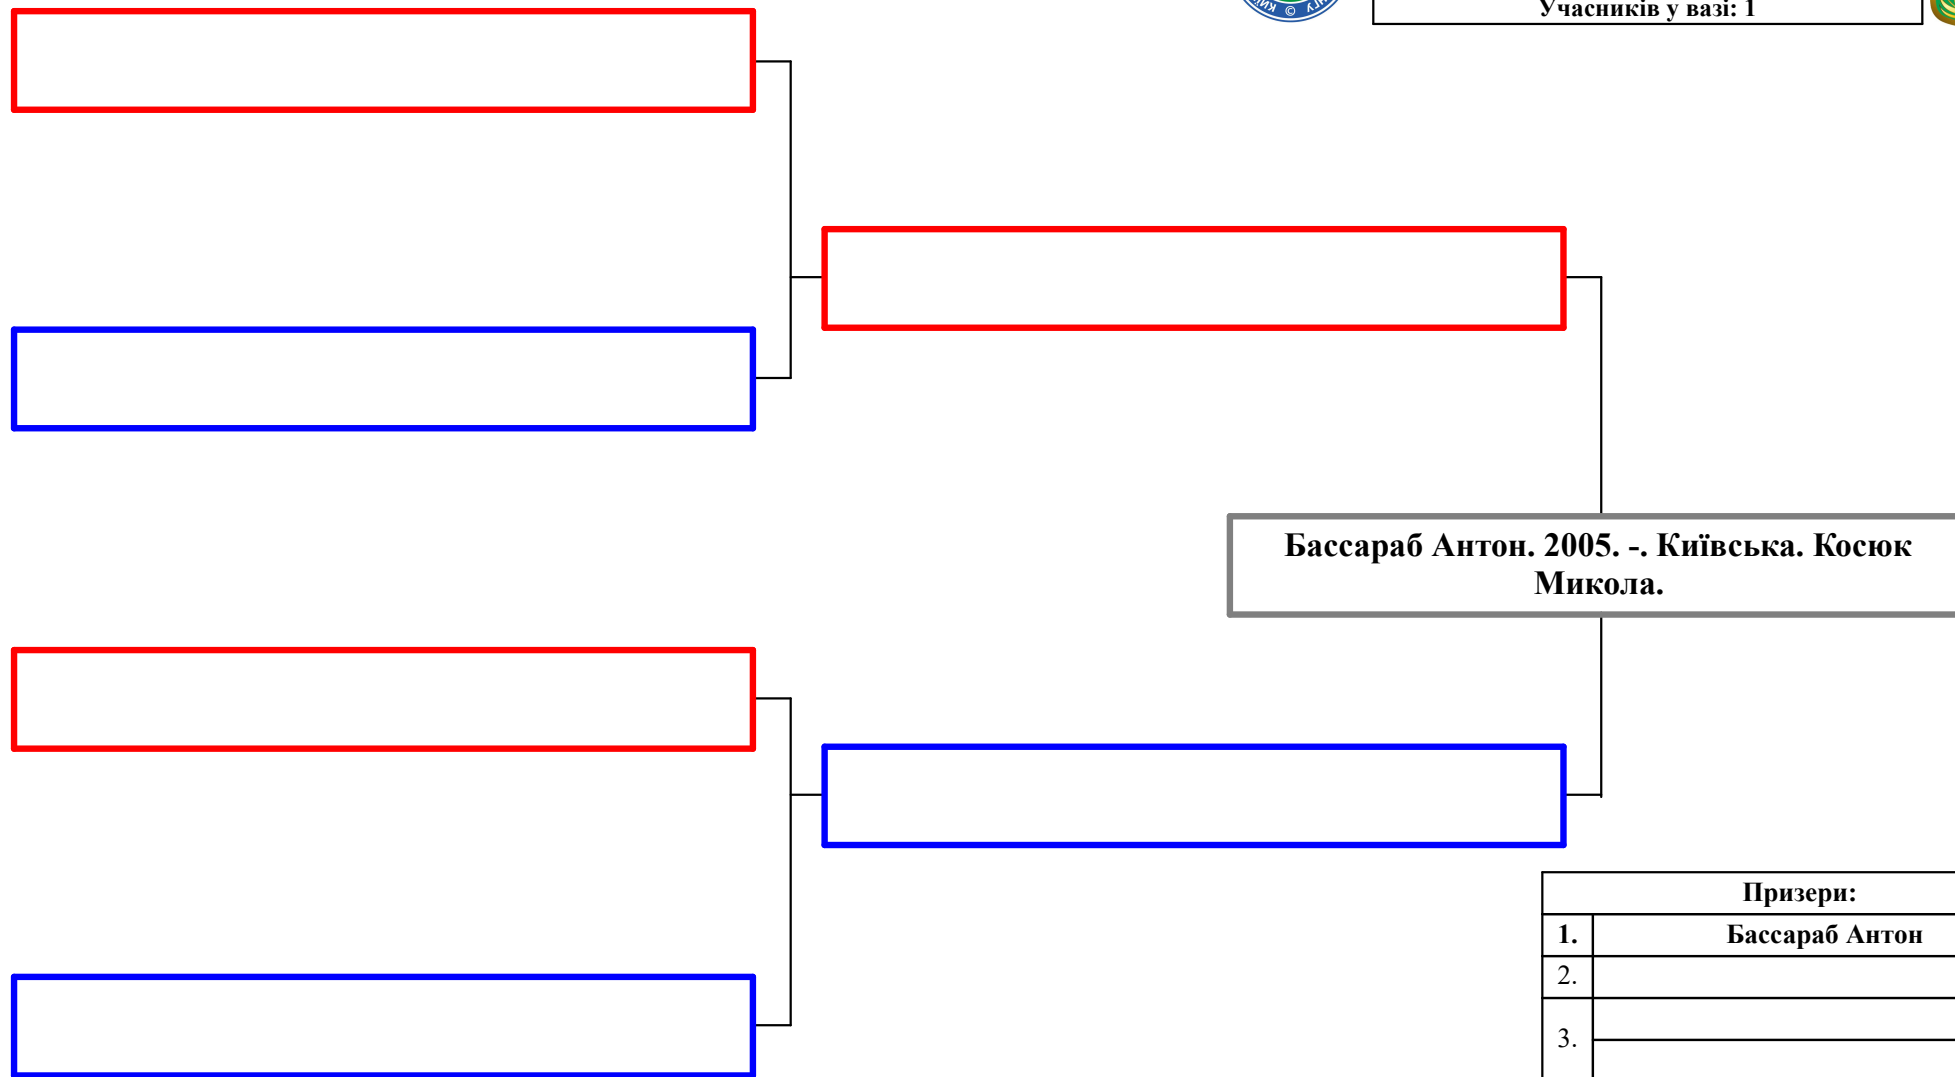 Учасників у вазі: 1
Бассараб Антон. 2005. -. Київська. Косюк
Микола.
Призери:
1. Бассараб Антон
2.
3.